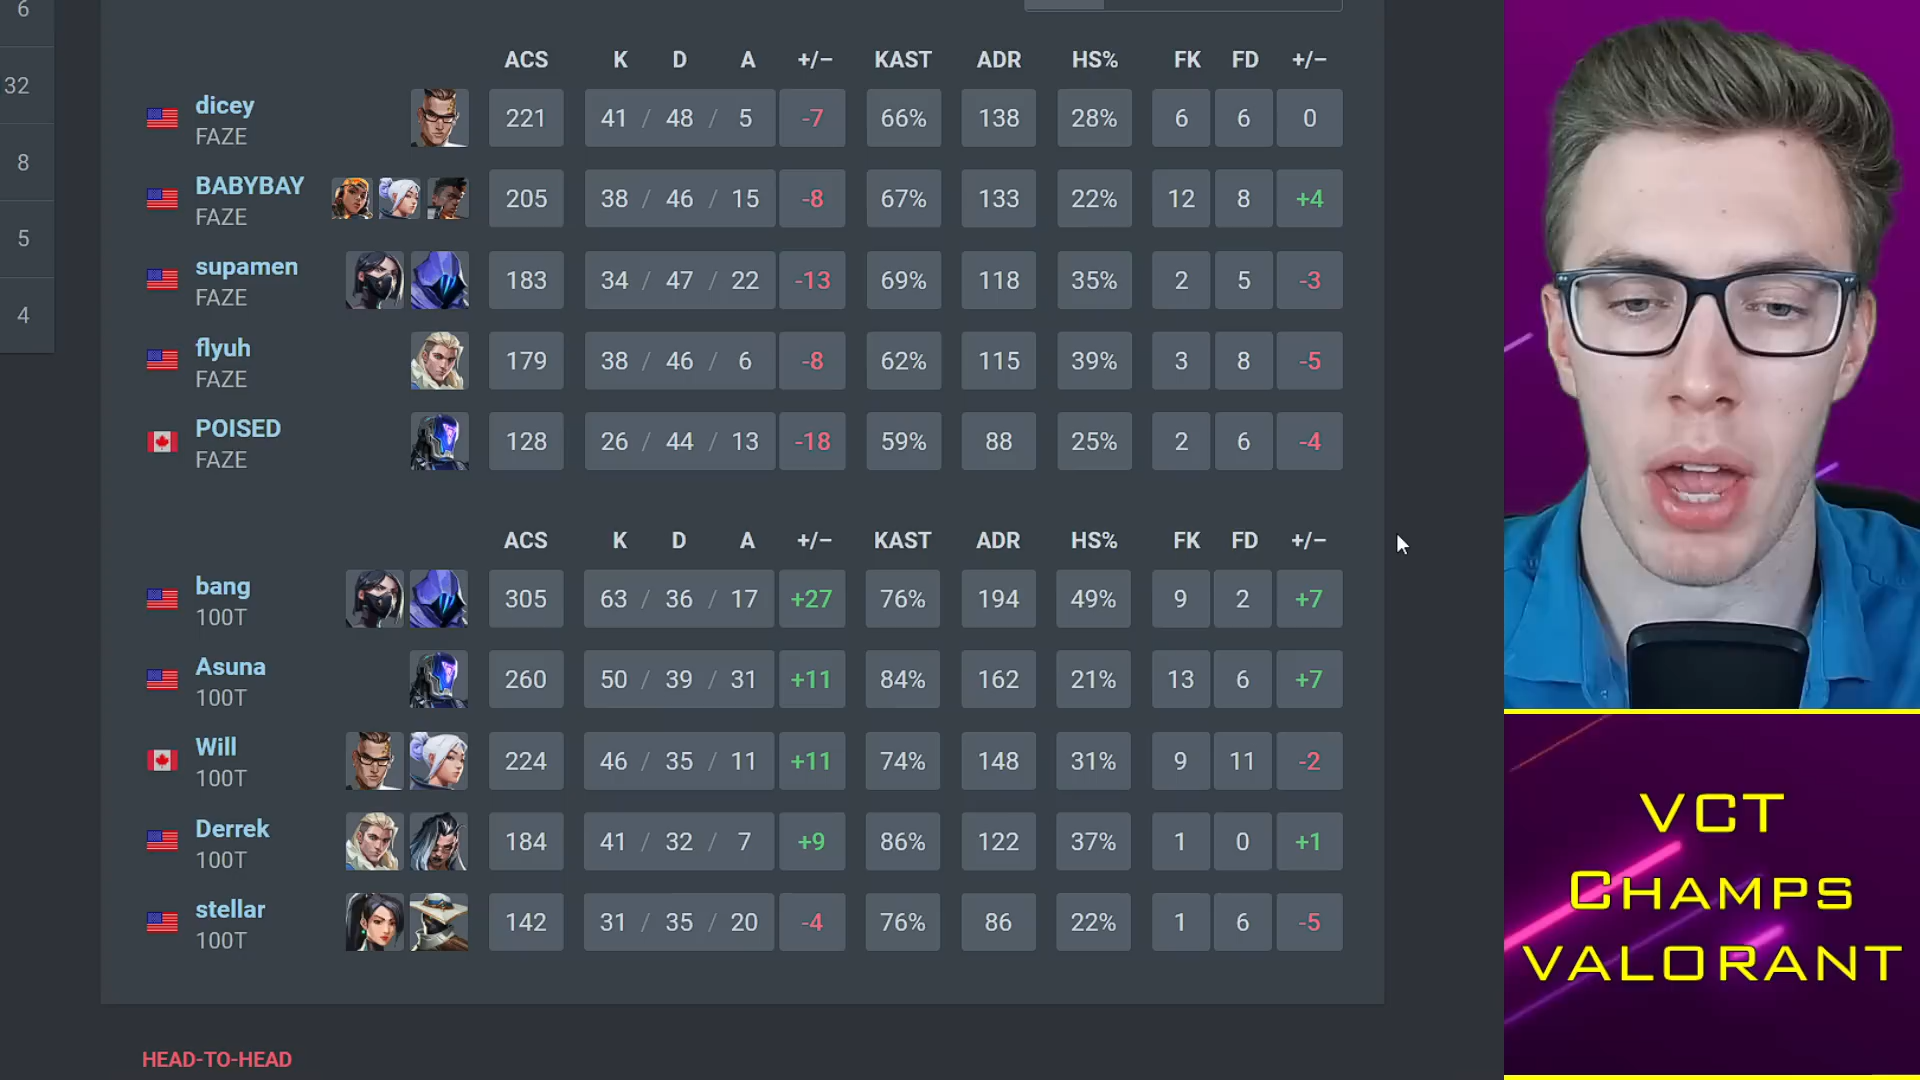 6
32
8
5
4
ACS K D A +/– KAST ADR HS% FK FD +/–
dicey
FAZE
221 41 / 48 / 5 -7 66% 138 28% 6 6 0
BABYBAY
FAZE
205 38 / 46 / 15 -8 67% 133 22% 12 8 +4
supamen
FAZE
183 34 / 47 / 22 -13 69% 118 35% 2 5 -3
flyuh
FAZE
179 38 / 46 / 6 -8 62% 115 39% 3 8 -5
POISED
FAZE
128 26 / 44 / 13 -18 59% 88 25% 2 6 -4
ACS K D A +/– KAST ADR HS% FK FD +/–
bang
100T
305 63 / 36 / 17 +27 76% 194 49% 9 2 +7
Asuna
100T
260 50 / 39 / 31 +11 84% 162 21% 13 6 +7
Will
100T
224 46 / 35 / 11 +11 74% 148 31% 9 11 -2
Derrek
100T
184 41 / 32 / 7 +9 86% 122 37% 1 0 +1
stellar
100T
142 31 / 35 / 20 -4 76% 86 22% 1 6 -5
HEAD-TO-HEAD
VCT
CHAMPS
VALORANT